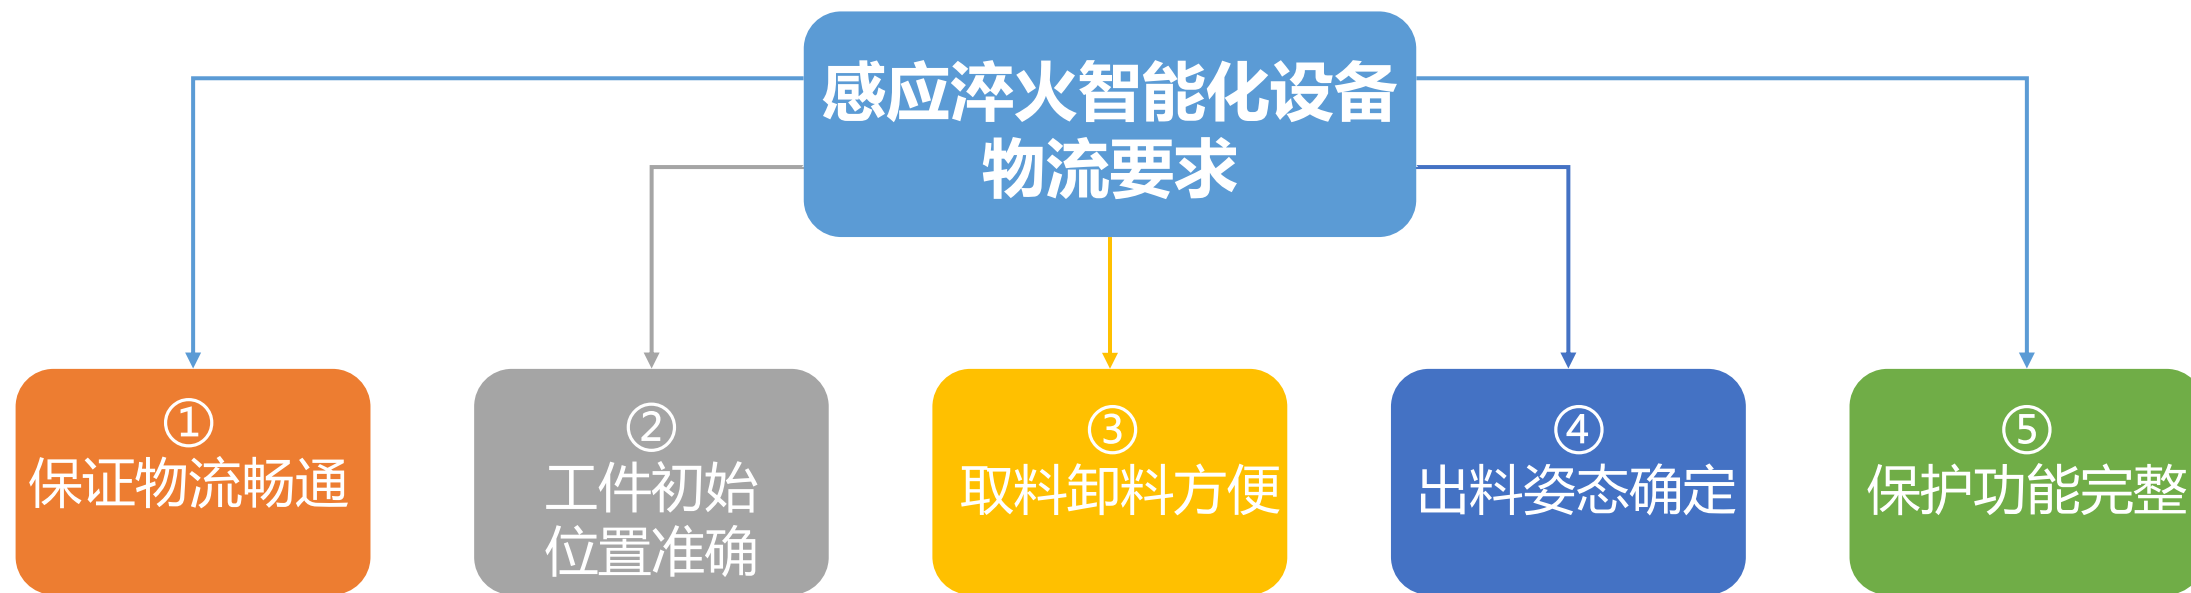 感应淬火智能化设备
物流要求
①
保证物流畅通
②
工件初始
位置准确
③
取料卸料方便
④
出料姿态确定
⑤
保护功能完整